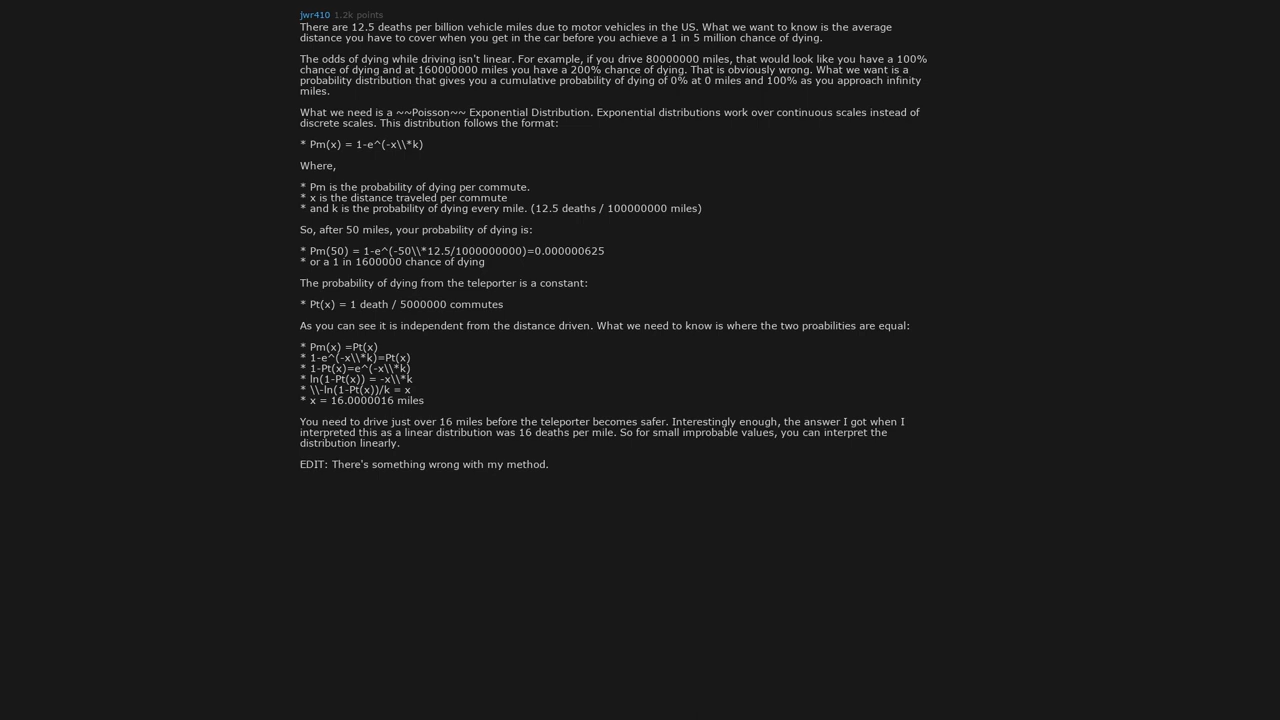 jwr410 1.2k points
There are 12.5 deaths per billion vehicle miles due to motor vehicles in the US. What we want to know is the average
distance you have to cover when you get in the car before you achieve a 1 in 5 million chance of dying.
The odds of dying while driving isn't linear. For example, if you drive 80000000 miles, that would look like you have a 100%
chance of dying and at 160000000 miles you have a 200% chance of dying. That is obviously wrong. What we want is a
probability distribution that gives you a cumulative probability of dying of 0% at 0 miles and 100% as you approach infinity
miles.
What we need is a ~~Poisson~~ Exponential Distribution. Exponential distributions work over continuous scales instead of
discrete scales. This distribution follows the format:
* Pm(x) = 1-e^(-x\\*k)
Where,
* Pm is the probability of dying per commute.
* x is the distance traveled per commute
* and k is the probability of dying every mile. (12.5 deaths / 100000000 miles)
So, after 50 miles, your probability of dying is:
* Pm(50) = 1-e^(-50\\*12.5/1000000000)=0.000000625
* or a 1 in 1600000 chance of dying
The probability of dying from the teleporter is a constant:
* Pt(x) = 1 death / 5000000 commutes
As you can see it is independent from the distance driven. What we need to know is where the two proabilities are equal:
* Pm(x) =Pt(x)
* 1-e^(-x\\*k)=Pt(x)
* 1-Pt(x)=e^(-x\\*k)
* ln(1-Pt(x)) = -x\\*k
* \\-ln(1-Pt(x))/k = x
* x = 16.0000016 miles
You need to drive just over 16 miles before the teleporter becomes safer. Interestingly enough, the answer I got when I
interpreted this as a linear distribution was 16 deaths per mile. So for small improbable values, you can interpret the
distribution linearly.
EDIT: There's something wrong with my method.